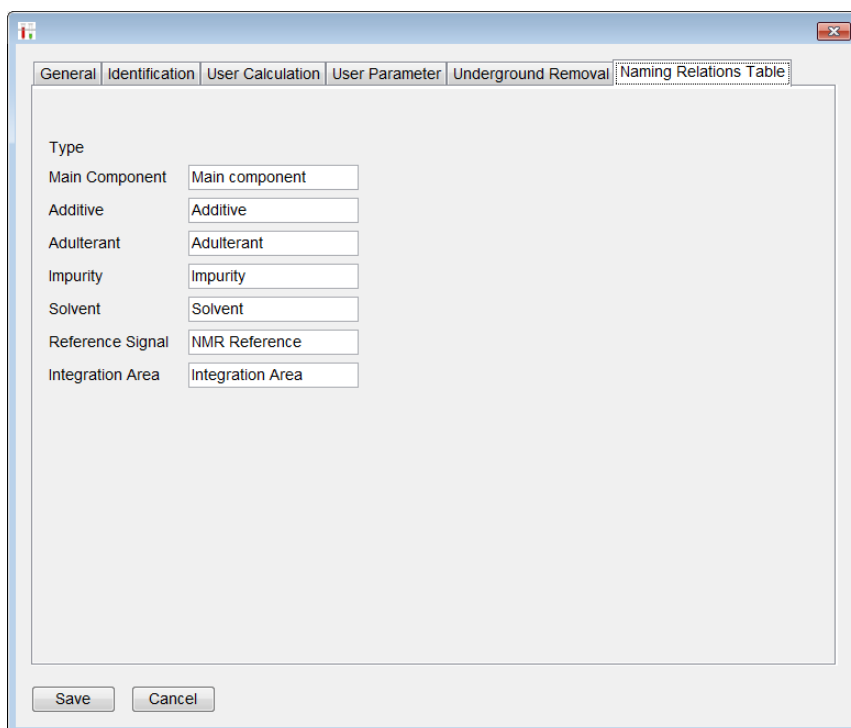 General Identification User Calculation User Parameter Underground Removal Naming Relations Table
Type
Main Component Main component
Additive Additive
Adulterant Adulterant
Impurity Impurity
Solvent Solvent
Reference Signal NMR Reference
Integration Area Integration Area
Save Cancel